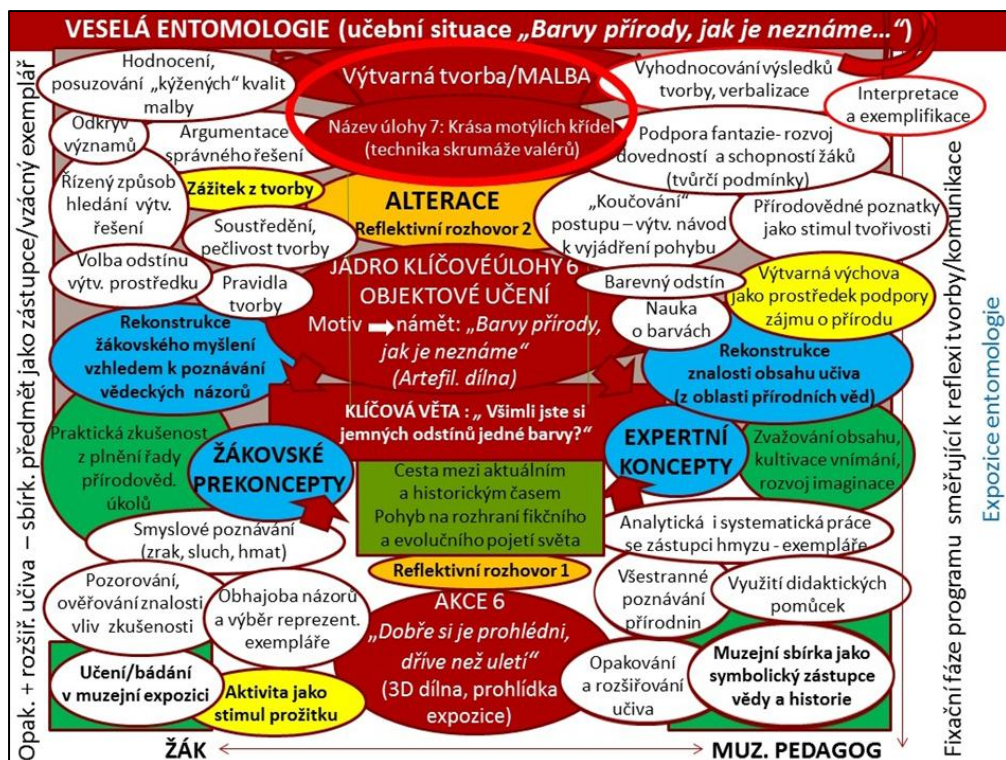 VESELÁ ENTOMOLOGIE (učební situace „Barvy přírody, jak je neznáme…“)
Hodnocení,
posuzování „kýžených“ kvalit
malby
Výtvarná tvorba/MALBA
Vyhodnocování výsledků
tvorby, verbalizace
Interpretace
a exemplifikace
Odkryv
významů
Argumentace
správného řešení
Název úlohy 7: Krása motýlích křídel
(technika skrumáže valérů)
Podpora fantazie- rozvoj
dovedností a schopností žáků
(tvůrčí podmínky)
Řízený způsob
hledání výtv.
řešení
Zážitek z tvorby
ALTERACE
Reflektivní rozhovor 2
„Koučování“
postupu – výtv. návod
k vyjádření pohybu
Přírodovědné poznatky
jako stimul tvořivosti
Soustředění,
pečlivost tvorby
Volba odstínu
výtv. prostředku
Pravidla
tvorby
JÁDRO KLÍČOVÉÚLOHY 6
OBJEKTOVÉ UČENÍ
Motiv námět: „Barvy přírody,
jak je neznáme“
(Artefil. dílna)
Barevný odstín
Nauka
o barvách
Výtvarná výchova
jako prostředek podpory
zájmu o přírodu
Rekonstrukce
žákovského myšlení
vzhledem k poznávání
vědeckých názorů
Rekonstrukce
znalosti obsahu učiva
(z oblasti přírodních věd)
KLÍČOVÁ VĚTA : „ Všimli jste si
jemných odstínů jedné barvy?“
Praktická zkušenost
z plnění řady
přírodověd.
úkolů
ŽÁKOVSKÉ
PREKONCEPTY
EXPERTNÍ
KONCEPTY
Zvažování obsahu,
kultivace vnímání,
rozvoj imaginace
Cesta mezi aktuálním
a historickým časem
Pohyb na rozhraní fikčního
a evolučního pojetí světa
Smyslové poznávání
(zrak, sluch, hmat)
Analytická i systematická práce
se zástupci hmyzu - exempláře
Reflektivní rozhovor 1
Pozorování,
ověřování znalosti
vliv zkušenosti
Obhajoba názorů
a výběr reprezent.
exempláře
AKCE 6
„Dobře si je prohlédni,
dříve než uletí“
(3D dílna, prohlídka
expozice)
Všestranné
poznávání
přírodnin
Využití didaktických
pomůcek
Učení/bádání
v muzejní expozici
Aktivita jako
stimul prožitku
Opakování
a rozšiřování
učiva
Muzejní sbírka jako
symbolický zástupce
vědy a historie
ŽÁK
MUZ. PEDAGOG
Opak. + rozšiř. učiva – sbírk. předmět jako zástupce/vzácný exemplář
Fixační fáze programu směřující k reflexi tvorby/komunikace
Expozice entomologie